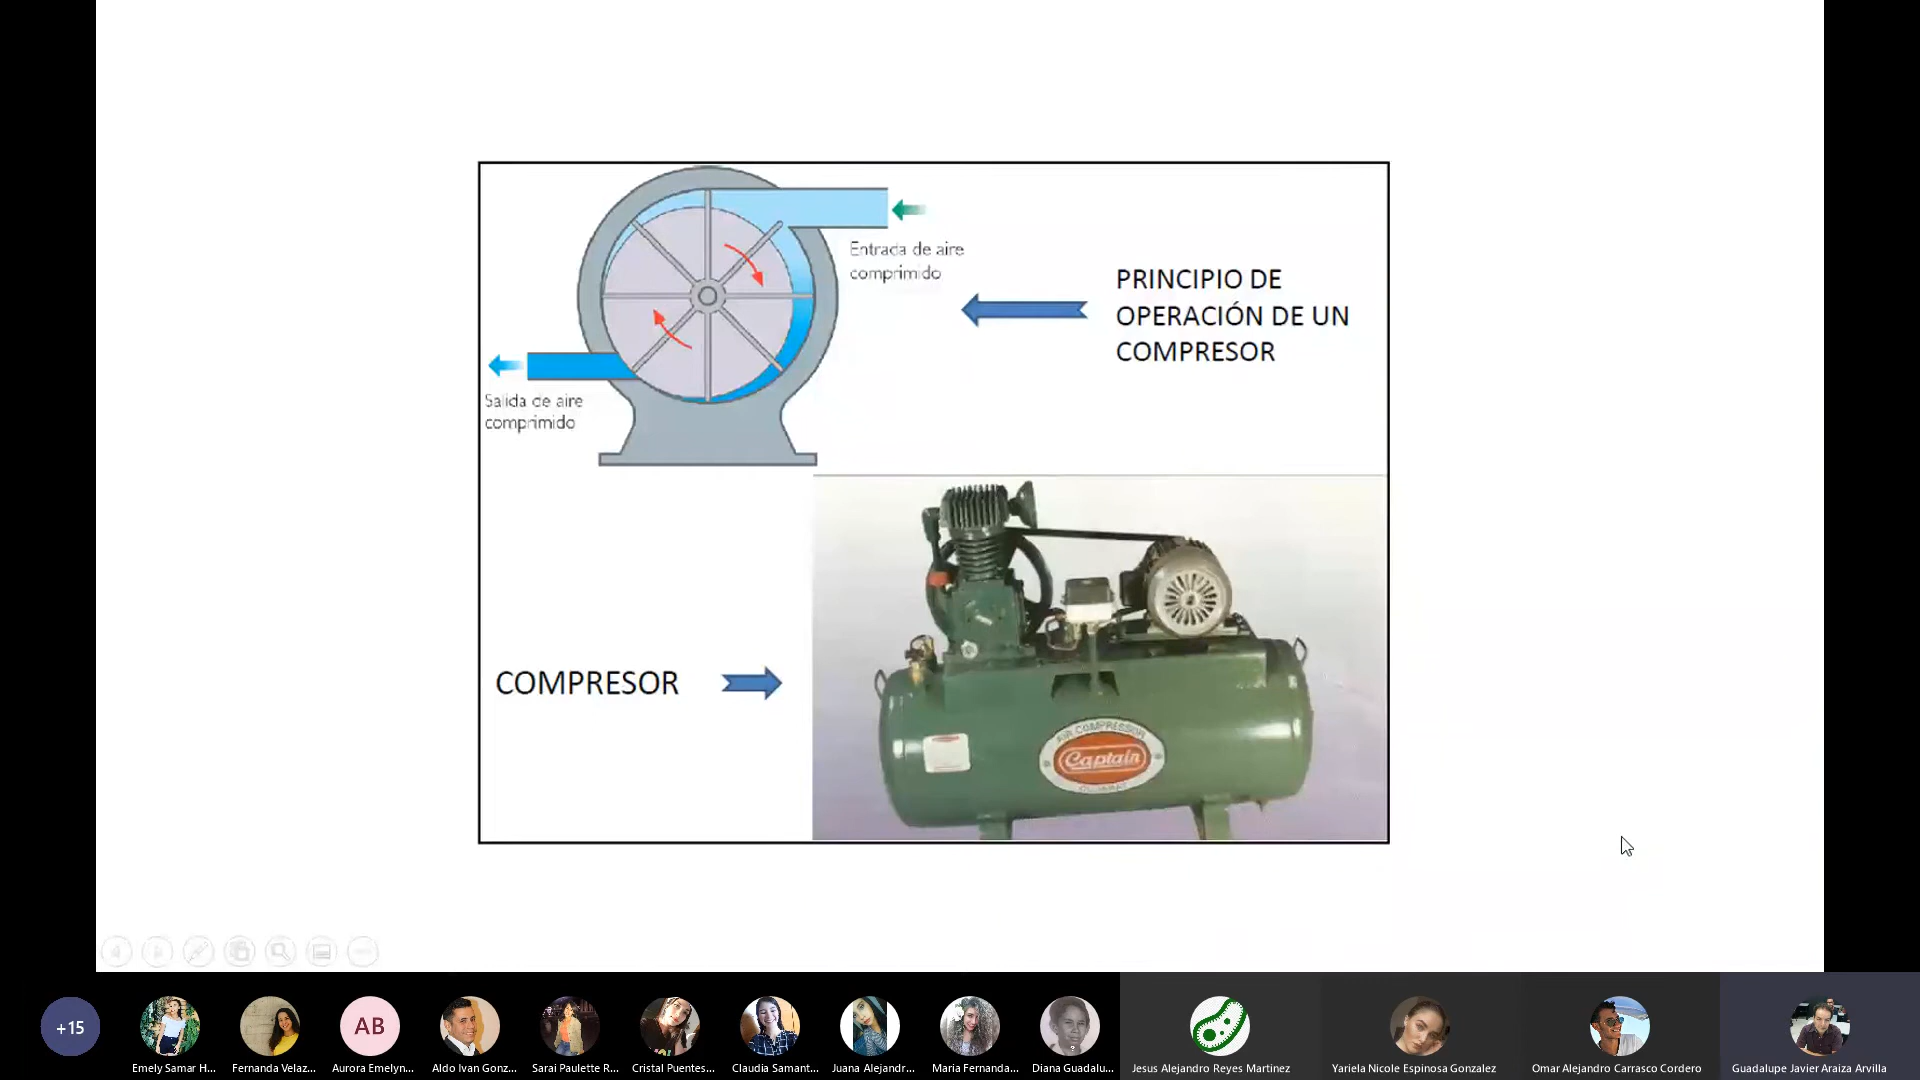 Entrada de aire
comprimido
PRINCIPIO DE
OPERACIÓN DE UN
COMPRESOR
Salida de aire
comprimido
COMPRESOR
AIR COMPRESSOR
Captain
+15
AB
Emely Samar H...
Fernanda Velaz...
Aurora Emelyn...
Aldo Ivan Gonz...
Sarai Paulette R...
Cristal Puentes...
Claudia Samant...
Juana Alejandr...
Maria Fernanda...
Diana Guadalu...
Jesus Alejandro Reyes Martinez
Yariela Nicole Espinosa Gonzalez
Omar Alejandro Carrasco Cordero
Guadalupe Javier Araiza Arvilla